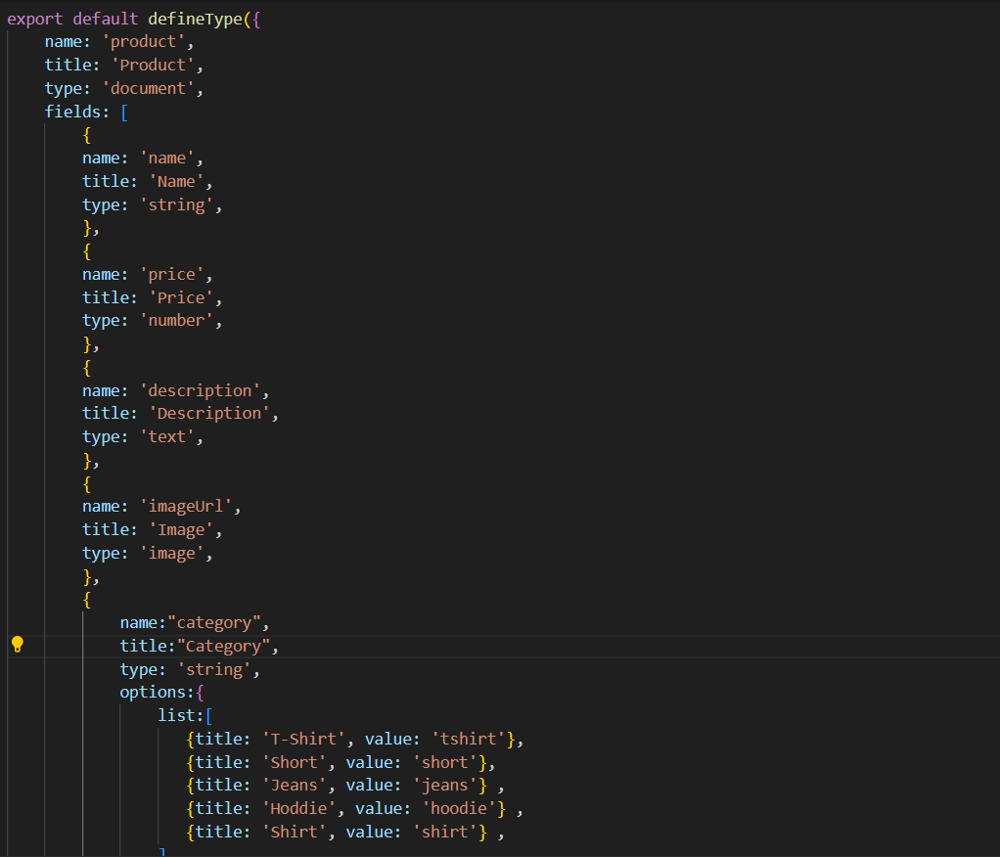 export default defineType({
    name: 'product',
    title: 'Product',
    type: 'document',
    fields: [
        {
        name: 'name',
        title: 'Name',
        type: 'string',
        },
        {
        name: 'price',
        title: 'Price',
        type: 'number',
        },
        {
        name: 'description',
        title: 'Description',
        type: 'text',
        },
        {
        name: 'imageUrl',
        title: 'Image',
        type: 'image',
        },
        {
            name:"category",
            title:"Category",
            type: 'string',
            options:{
                list:[
                   {title: 'T-Shirt', value: 'tshirt'},
                   {title: 'Short', value: 'short'},
                   {title: 'Jeans', value: 'jeans'} ,
                   {title: 'Hoddie', value: 'hoodie'} ,
                   {title: 'Shirt', value: 'shirt'} ,
                ]